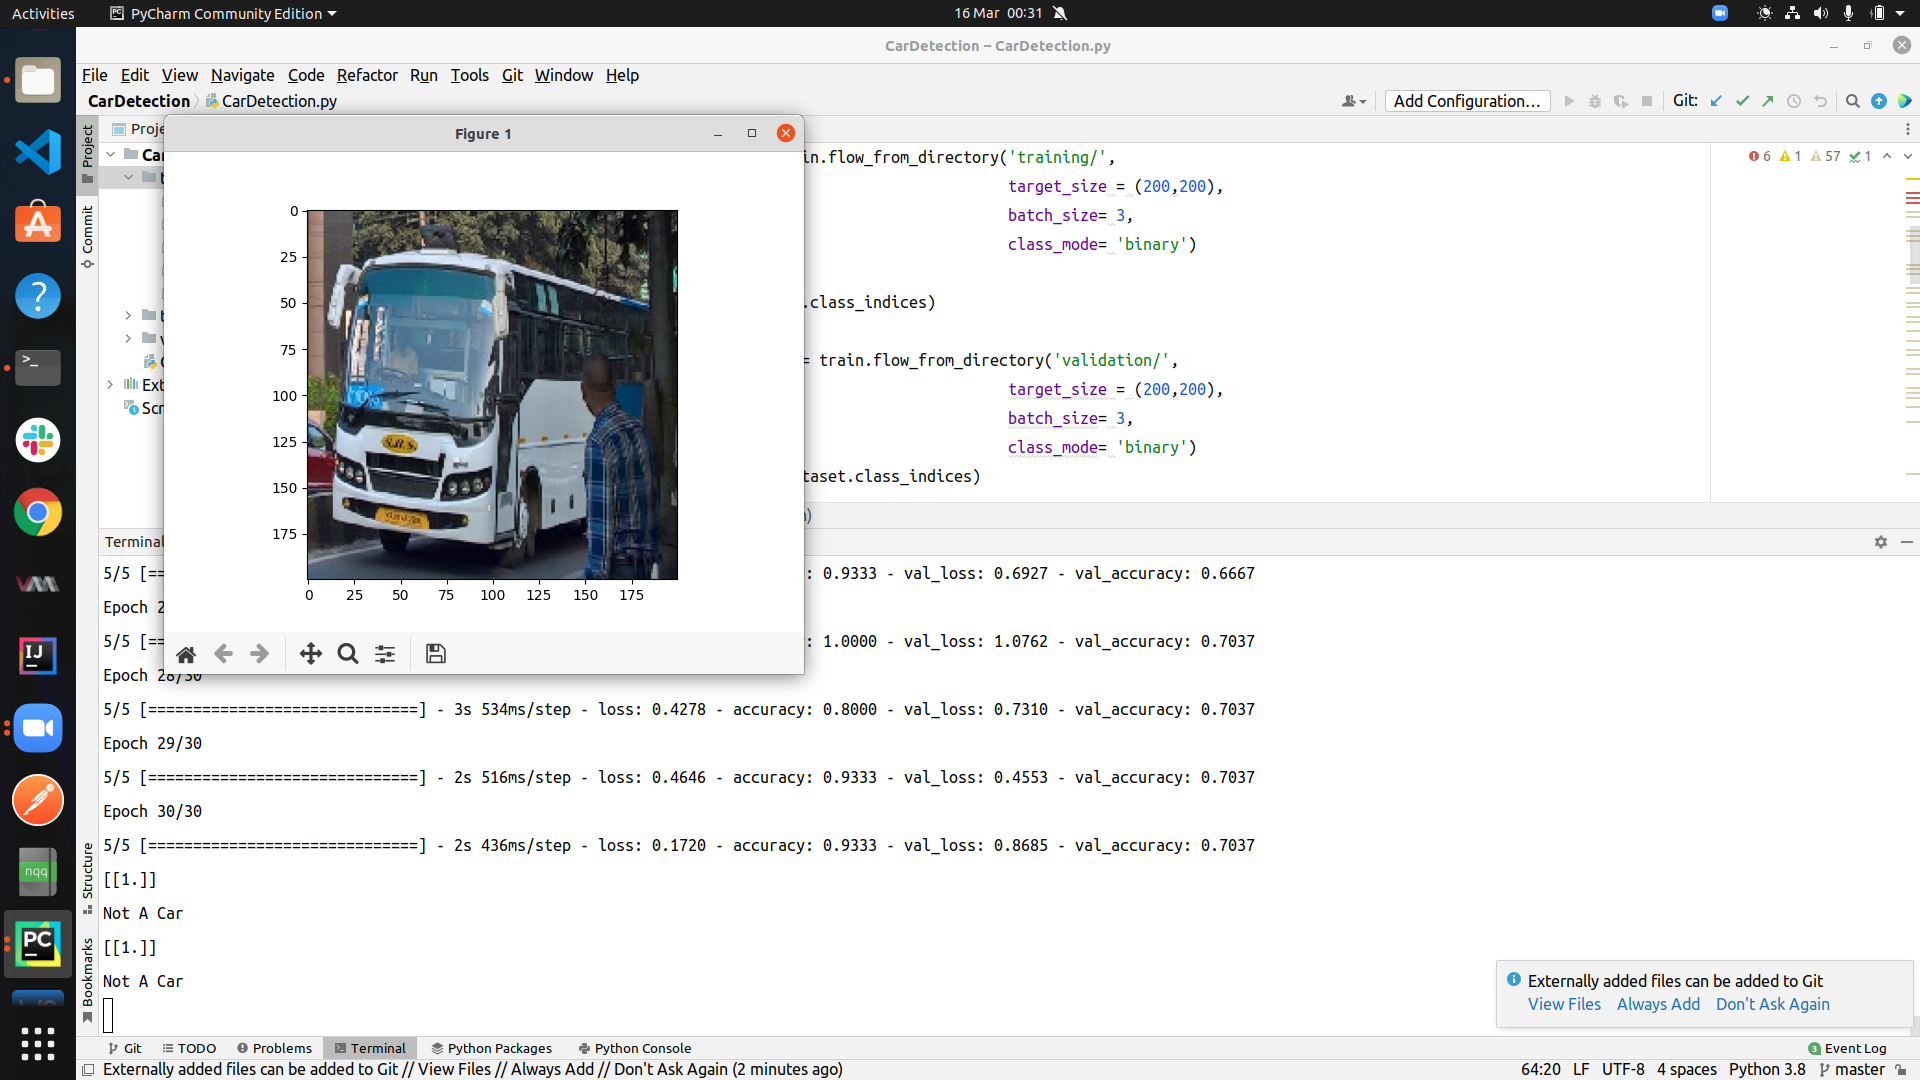 Activities
PyCharm Community Edition
16 Mar 00:31
CarDetection – CarDetection.py
File Edit View Navigate Code Refactor Run Tools Git Window Help
CarDetection CarDetection.py
Add Configuration...
Git:
Project
Commit
Structure
Bookmarks
Figure 1
0
25
50
75
100
125
150
175
0 25 50 75 100 125 150 175
S.R.S.
n.flow_from_directory('training/',
target_size = (200,200),
batch_size= 3,
class_mode= 'binary')
.class_indices)
= train.flow_from_directory('validation/',
target_size = (200,200),
batch_size= 3,
class_mode= 'binary')
taset.class_indices)
6 1 57 1
Terminal
5/5 [==
: 0.9333 - val_loss: 0.6927 - val_accuracy: 0.6667
Epoch 2
5/5 [==
: 1.0000 - val_loss: 1.0762 - val_accuracy: 0.7037
Epoch 28/30
5/5 [==============================] - 3s 534ms/step - loss: 0.4278 - accuracy: 0.8000 - val_loss: 0.7310 - val_accuracy: 0.7037
Epoch 29/30
5/5 [==============================] - 2s 516ms/step - loss: 0.4646 - accuracy: 0.9333 - val_loss: 0.4553 - val_accuracy: 0.7037
Epoch 30/30
5/5 [==============================] - 2s 436ms/step - loss: 0.1720 - accuracy: 0.9333 - val_loss: 0.8685 - val_accuracy: 0.7037
[[1.]]
Not A Car
[[1.]]
Not A Car
Externally added files can be added to Git
View Files Always Add Don't Ask Again
Git TODO Problems Terminal Python Packages Python Console
3 Event Log
Externally added files can be added to Git // View Files // Always Add // Don't Ask Again (2 minutes ago)
64:20 LF UTF-8 4 spaces Python 3.8 master